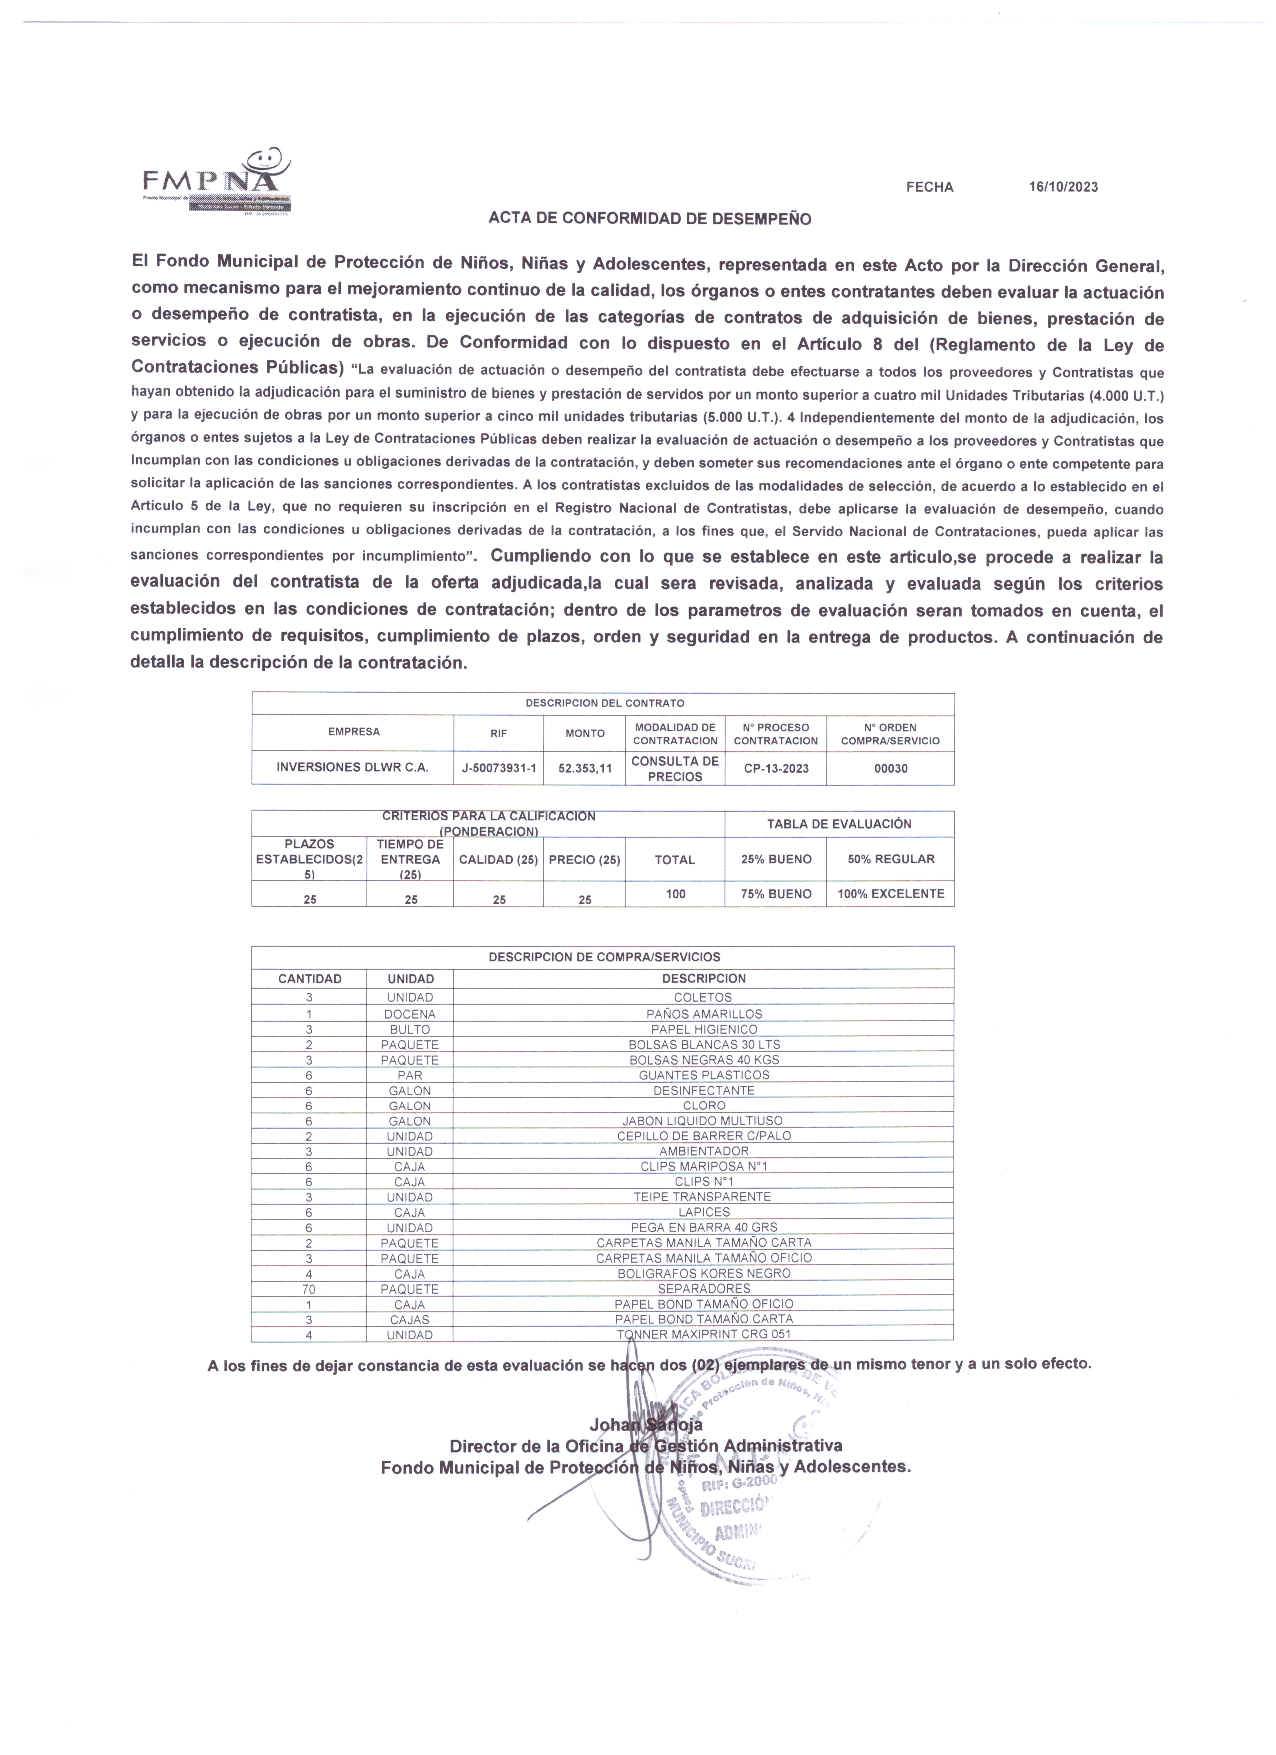 FMPNA
FECHA 16/10/2023
ACTA DE CONFORMIDAD DE DESEMPEÑO
El Fondo Municipal de Protección de Niños, Niñas y Adolescentes, representada en este Acto por la Dirección General,
como mecanismo para el mejoramiento continuo de la calidad, los órganos o entes contratantes deben evaluar la actuación
o desempeño de contratista, en la ejecución de las categorías de contratos de adquisición de bienes, prestación de
servicios o ejecución de obras. De Conformidad con lo dispuesto en el Artículo 8 del (Reglamento de la Ley de
Contrataciones Públicas) “La evaluación de actuación o desempeño del contratista debe efectuarse a todos los proveedores y Contratistas que
hayan obtenido la adjudicación para el suministro de bienes y prestación de servidos por un monto superior a cuatro mil Unidades Tributarias (4.000 U.T.)
y para la ejecución de obras por un monto superior a cinco mil unidades tributarias (5.000 U.T.). 4 Independientemente del monto de la adjudicación, los
órganos o entes sujetos a la Ley de Contrataciones Públicas deben realizar la evaluación de actuación o desempeño a los proveedores y Contratistas que
Incumplan con las condiciones u obligaciones derivadas de la contratación, y deben someter sus recomendaciones ante el órgano o ente competente para
solicitar la aplicación de las sanciones correspondientes. A los contratistas excluidos de las modalidades de selección, de acuerdo a lo establecido en el
Artículo 5 de la Ley, que no requieren su inscripción en el Registro Nacional de Contratistas, debe aplicarse la evaluación de desempeño, cuando
incumplan con las condiciones u obligaciones derivadas de la contratación, a los fines que, el Servido Nacional de Contrataciones, pueda aplicar las
sanciones correspondientes por incumplimiento”. Cumpliendo con lo que se establece en este articulo,se procede a realizar la
evaluación del contratista de la oferta adjudicada,la cual sera revisada, analizada y evaluada según los criterios
establecidos en las condiciones de contratación; dentro de los parametros de evaluación seran tomados en cuenta, el
cumplimiento de requisitos, cumplimiento de plazos, orden y seguridad en la entrega de productos. A continuación de
detalla la descripción de la contratación.
DESCRIPCION DEL CONTRATO
EMPRESA RIF MONTO MODALIDAD DE CONTRATACION N° PROCESO CONTRATACION N° ORDEN COMPRA/SERVICIO
INVERSIONES DLWR C.A. J-50073931-1 52.353,11 CONSULTA DE PRECIOS CP-13-2023 00030
CRITERIOS PARA LA CALIFICACION (PONDERACION) TABLA DE EVALUACIÓN
PLAZOS ESTABLECIDOS(25) TIEMPO DE ENTREGA (25) CALIDAD (25) PRECIO (25) TOTAL 25% BUENO 50% REGULAR
25 25 25 25 100 75% BUENO 100% EXCELENTE
DESCRIPCION DE COMPRA/SERVICIOS
CANTIDAD UNIDAD DESCRIPCION
3 UNIDAD COLETOS
1 DOCENA PAÑOS AMARILLOS
3 BULTO PAPEL HIGIENICO
2 PAQUETE BOLSAS BLANCAS 30 LTS
3 PAQUETE BOLSAS NEGRAS 40 KGS
6 PAR GUANTES PLASTICOS
6 GALON DESINFECTANTE
6 GALON CLORO
6 GALON JABON LIQUIDO MULTIUSO
2 UNIDAD CEPILLO DE BARRER C/PALO
3 UNIDAD AMBIENTADOR
6 CAJA CLIPS MARIPOSA N°1
6 CAJA CLIPS N°1
3 UNIDAD TEIPE TRANSPARENTE
6 CAJA LAPICES
6 UNIDAD PEGA EN BARRA 40 GRS
2 PAQUETE CARPETAS MANILA TAMAÑO CARTA
3 PAQUETE CARPETAS MANILA TAMAÑO OFICIO
4 CAJA BOLIGRAFOS KORES NEGRO
70 PAQUETE SEPARADORES
1 CAJA PAPEL BOND TAMAÑO OFICIO
3 CAJAS PAPEL BOND TAMAÑO CARTA
4 UNIDAD TONNER MAXIPRINT CRG 051
A los fines de dejar constancia de esta evaluación se hacen dos (02) ejemplares de un mismo tenor y a un solo efecto.
Johan Sanoja
Director de la Oficina de Gestión Administrativa
Fondo Municipal de Protección de Niños, Niñas y Adolescentes.
RIF: G-2000
DIRECCIÓ
ADMIN
MUNICIPIO SUCRE